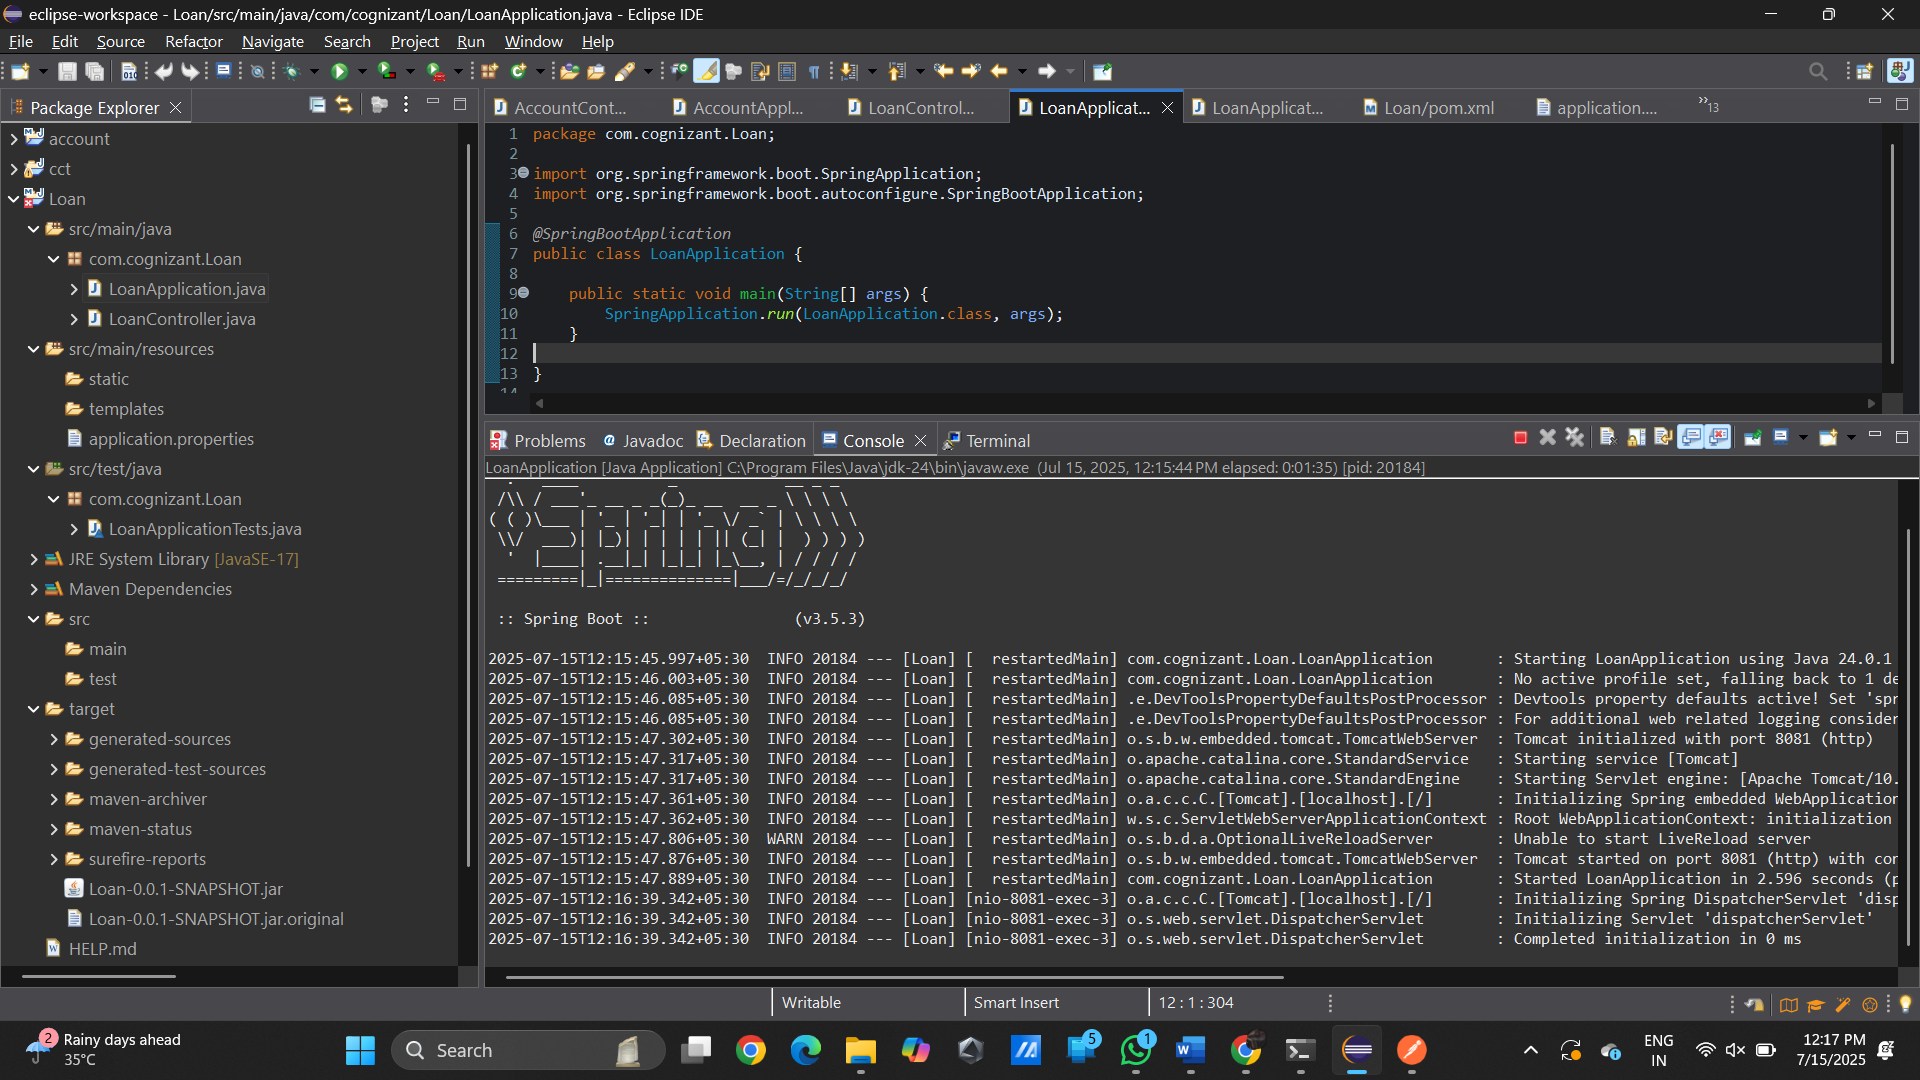 eclipse-workspace - Loan/src/main/java/com/cognizant/Loan/LoanApplication.java - Eclipse IDE
File Edit Source Refactor Navigate Search Project Run Window Help
Package Explorer
AccountCont... AccountAppl... LoanControl... LoanApplicat... LoanApplicat... Loan/pom.xml application.... »13
account
cct
Loan
src/main/java
com.cognizant.Loan
LoanApplication.java
LoanController.java
src/main/resources
static
templates
application.properties
src/test/java
com.cognizant.Loan
LoanApplicationTests.java
JRE System Library [JavaSE-17]
Maven Dependencies
src
main
test
target
generated-sources
generated-test-sources
maven-archiver
maven-status
surefire-reports
Loan-0.0.1-SNAPSHOT.jar
Loan-0.0.1-SNAPSHOT.jar.original
HELP.md
1 package com.cognizant.Loan;
2
3 import org.springframework.boot.SpringApplication;
4 import org.springframework.boot.autoconfigure.SpringBootApplication;
5
6 @SpringBootApplication
7 public class LoanApplication {
8
9 public static void main(String[] args) {
10 SpringApplication.run(LoanApplication.class, args);
11 }
12
13 }
14
Problems Javadoc Declaration Console Terminal
LoanApplication [Java Application] C:\Program Files\Java\jdk-24\bin\javaw.exe (Jul 15, 2025, 12:15:44 PM elapsed: 0:01:35) [pid: 20184]
:: Spring Boot :: (v3.5.3)
2025-07-15T12:15:45.997+05:30 INFO 20184 --- [Loan] [ restartedMain] com.cognizant.Loan.LoanApplication : Starting LoanApplication using Java 24.0.1
2025-07-15T12:15:46.003+05:30 INFO 20184 --- [Loan] [ restartedMain] com.cognizant.Loan.LoanApplication : No active profile set, falling back to 1 de
2025-07-15T12:15:46.085+05:30 INFO 20184 --- [Loan] [ restartedMain] .e.DevToolsPropertyDefaultsPostProcessor : Devtools property defaults active! Set 'spr
2025-07-15T12:15:46.085+05:30 INFO 20184 --- [Loan] [ restartedMain] .e.DevToolsPropertyDefaultsPostProcessor : For additional web related logging consider
2025-07-15T12:15:47.302+05:30 INFO 20184 --- [Loan] [ restartedMain] o.s.b.w.embedded.tomcat.TomcatWebServer : Tomcat initialized with port 8081 (http)
2025-07-15T12:15:47.317+05:30 INFO 20184 --- [Loan] [ restartedMain] o.apache.catalina.core.StandardService : Starting service [Tomcat]
2025-07-15T12:15:47.317+05:30 INFO 20184 --- [Loan] [ restartedMain] o.apache.catalina.core.StandardEngine : Starting Servlet engine: [Apache Tomcat/10.
2025-07-15T12:15:47.361+05:30 INFO 20184 --- [Loan] [ restartedMain] o.a.c.c.C.[Tomcat].[localhost].[/] : Initializing Spring embedded WebApplication
2025-07-15T12:15:47.362+05:30 INFO 20184 --- [Loan] [ restartedMain] w.s.c.ServletWebServerApplicationContext : Root WebApplicationContext: initialization
2025-07-15T12:15:47.806+05:30 WARN 20184 --- [Loan] [ restartedMain] o.s.b.d.a.OptionalLiveReloadServer : Unable to start LiveReload server
2025-07-15T12:15:47.876+05:30 INFO 20184 --- [Loan] [ restartedMain] o.s.b.w.embedded.tomcat.TomcatWebServer : Tomcat started on port 8081 (http) with con
2025-07-15T12:15:47.889+05:30 INFO 20184 --- [Loan] [ restartedMain] com.cognizant.Loan.LoanApplication : Started LoanApplication in 2.596 seconds (p
2025-07-15T12:16:39.342+05:30 INFO 20184 --- [Loan] [nio-8081-exec-3] o.a.c.c.C.[Tomcat].[localhost].[/] : Initializing Spring DispatcherServlet 'disp
2025-07-15T12:16:39.342+05:30 INFO 20184 --- [Loan] [nio-8081-exec-3] o.s.web.servlet.DispatcherServlet : Initializing Servlet 'dispatcherServlet'
2025-07-15T12:16:39.342+05:30 INFO 20184 --- [Loan] [nio-8081-exec-3] o.s.web.servlet.DispatcherServlet : Completed initialization in 0 ms
Writable Smart Insert 12 : 1 : 304
2 Rainy days ahead
35°C
Search
5
1
ENG
IN
12:17 PM
7/15/2025